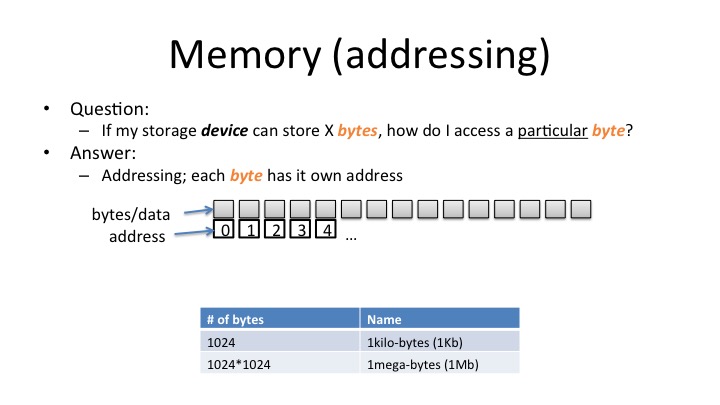 Memory (addressing)
• Question:
– If my storage device can store X bytes, how do I access a particular byte?
• Answer:
– Addressing; each byte has it own address
bytes/data
address 0 1 2 3 4 ...
# of bytes Name
1024 1kilo-bytes (1Kb)
1024*1024 1mega-bytes (1Mb)